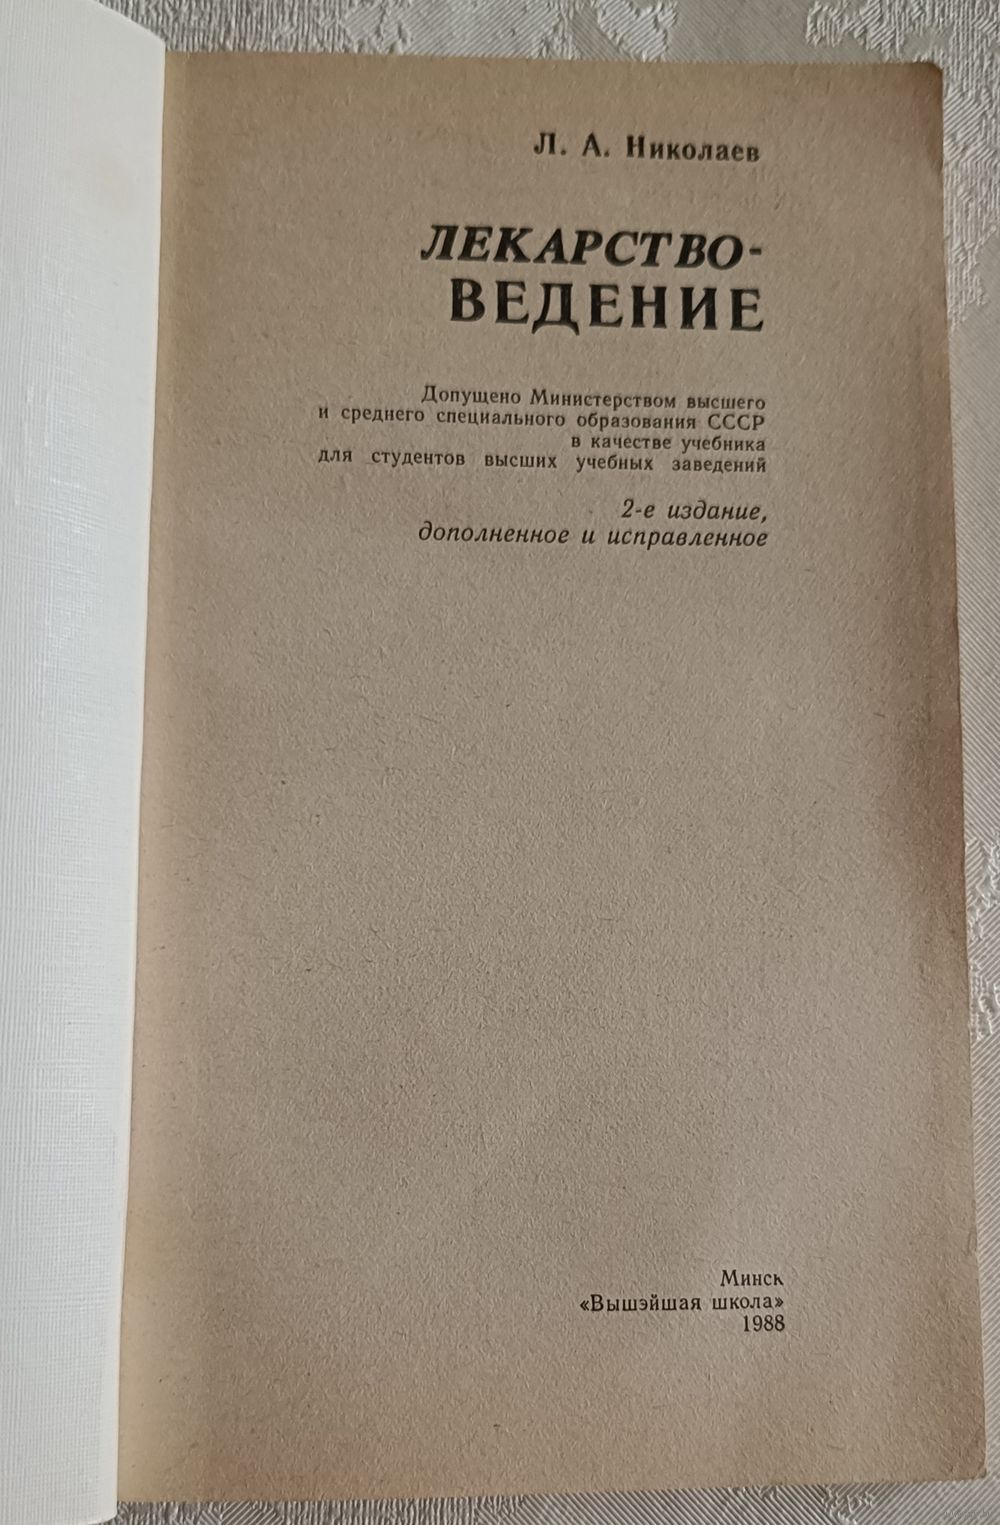 Л. А. Николаев
ЛЕКАРСТВО-
ВЕДЕНИЕ
Допущено Министерством высшего
и среднего специального образования СССР
в качестве учебника
для студентов высших учебных заведений
2-е издание,
дополненное и исправленное
Минск
«Вышэйшая школа»
1988